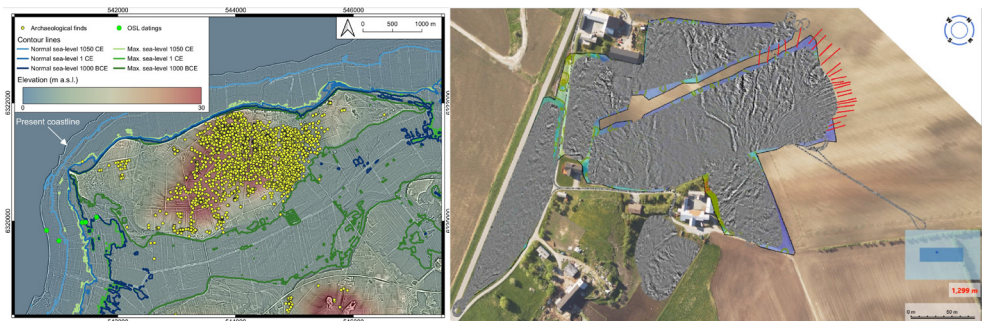 542000
544000
546000
Archaeological finds
OSL datings
Contour lines
Normal sea-level 1050 CE
Max. sea-level 1050 CE
Normal sea-level 1 CE
Max. sea-level 1 CE
Normal sea-level 1000 BCE
Max. sea-level 1000 BCE
Elevation (m a.s.l.)
0
30
0
500
1000 m
6322000
Present coastline
6320000
542000
544000
546000
N
S
1,299 m
0
50 m